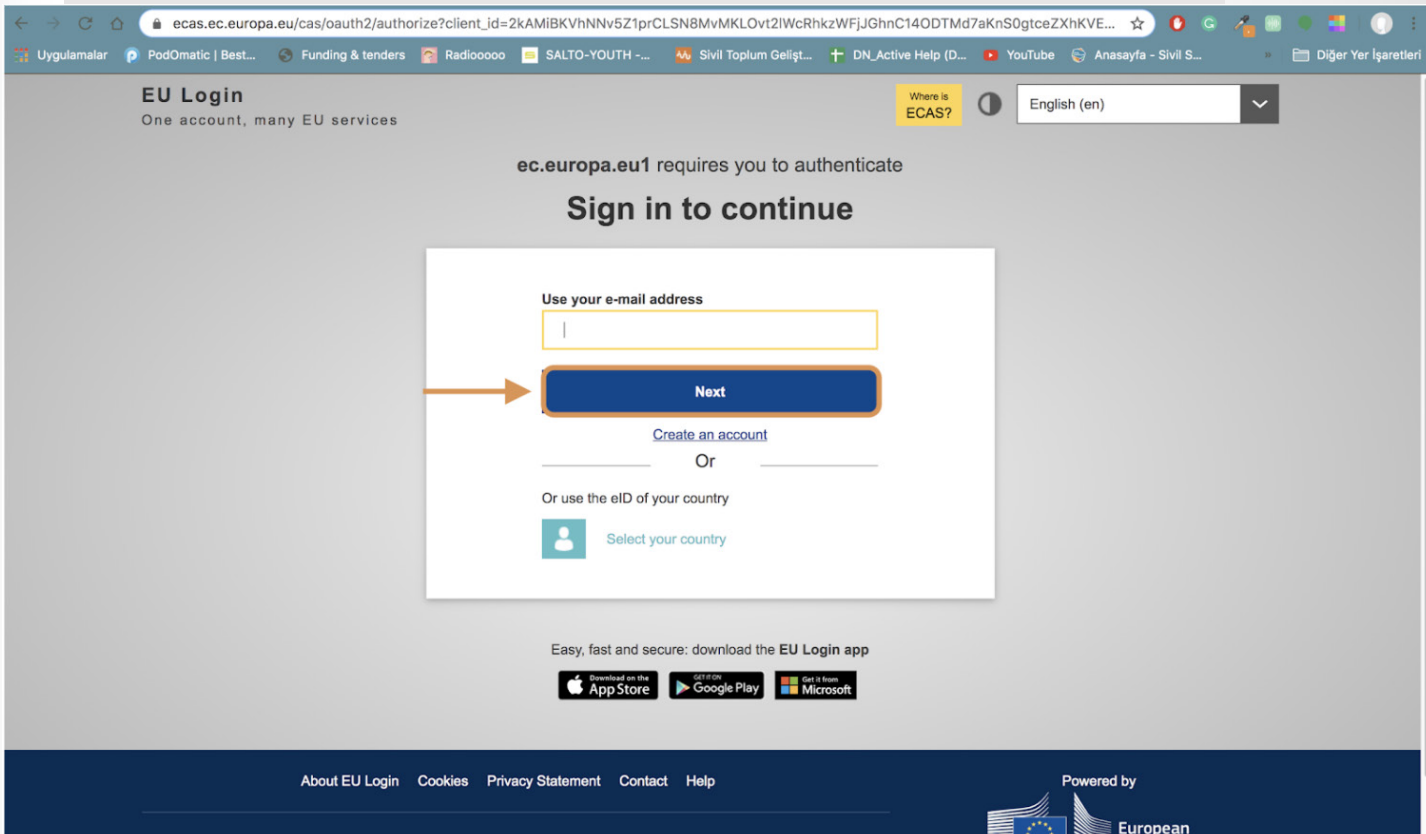 ecas.ec.europa.eu/cas/oauth2/authorize?client_id=2kAMiBKVhNNv5Z1prCLSN8MvMKLOvt2lWcRhkzWFjJGhnC14ODTMd7aKnS0gtceZXhKVE...
Uygulamalar PodOmatic | Best... Funding & tenders Radiooooo SALTO-YOUTH -... Sivil Toplum Gelişt... DN_Active Help (D... YouTube Anasayfa - Sivil S... » Diğer Yer İşaretleri
EU Login
One account, many EU services
Where is
ECAS?
English (en)
ec.europa.eu1 requires you to authenticate
Sign in to continue
Use your e-mail address
Next
Create an account
Or
Or use the eID of your country
Select your country
Easy, fast and secure: download the EU Login app
Download on the
App Store
GET IT ON
Google Play
Get it from
Microsoft
About EU Login Cookies Privacy Statement Contact Help
Powered by
European